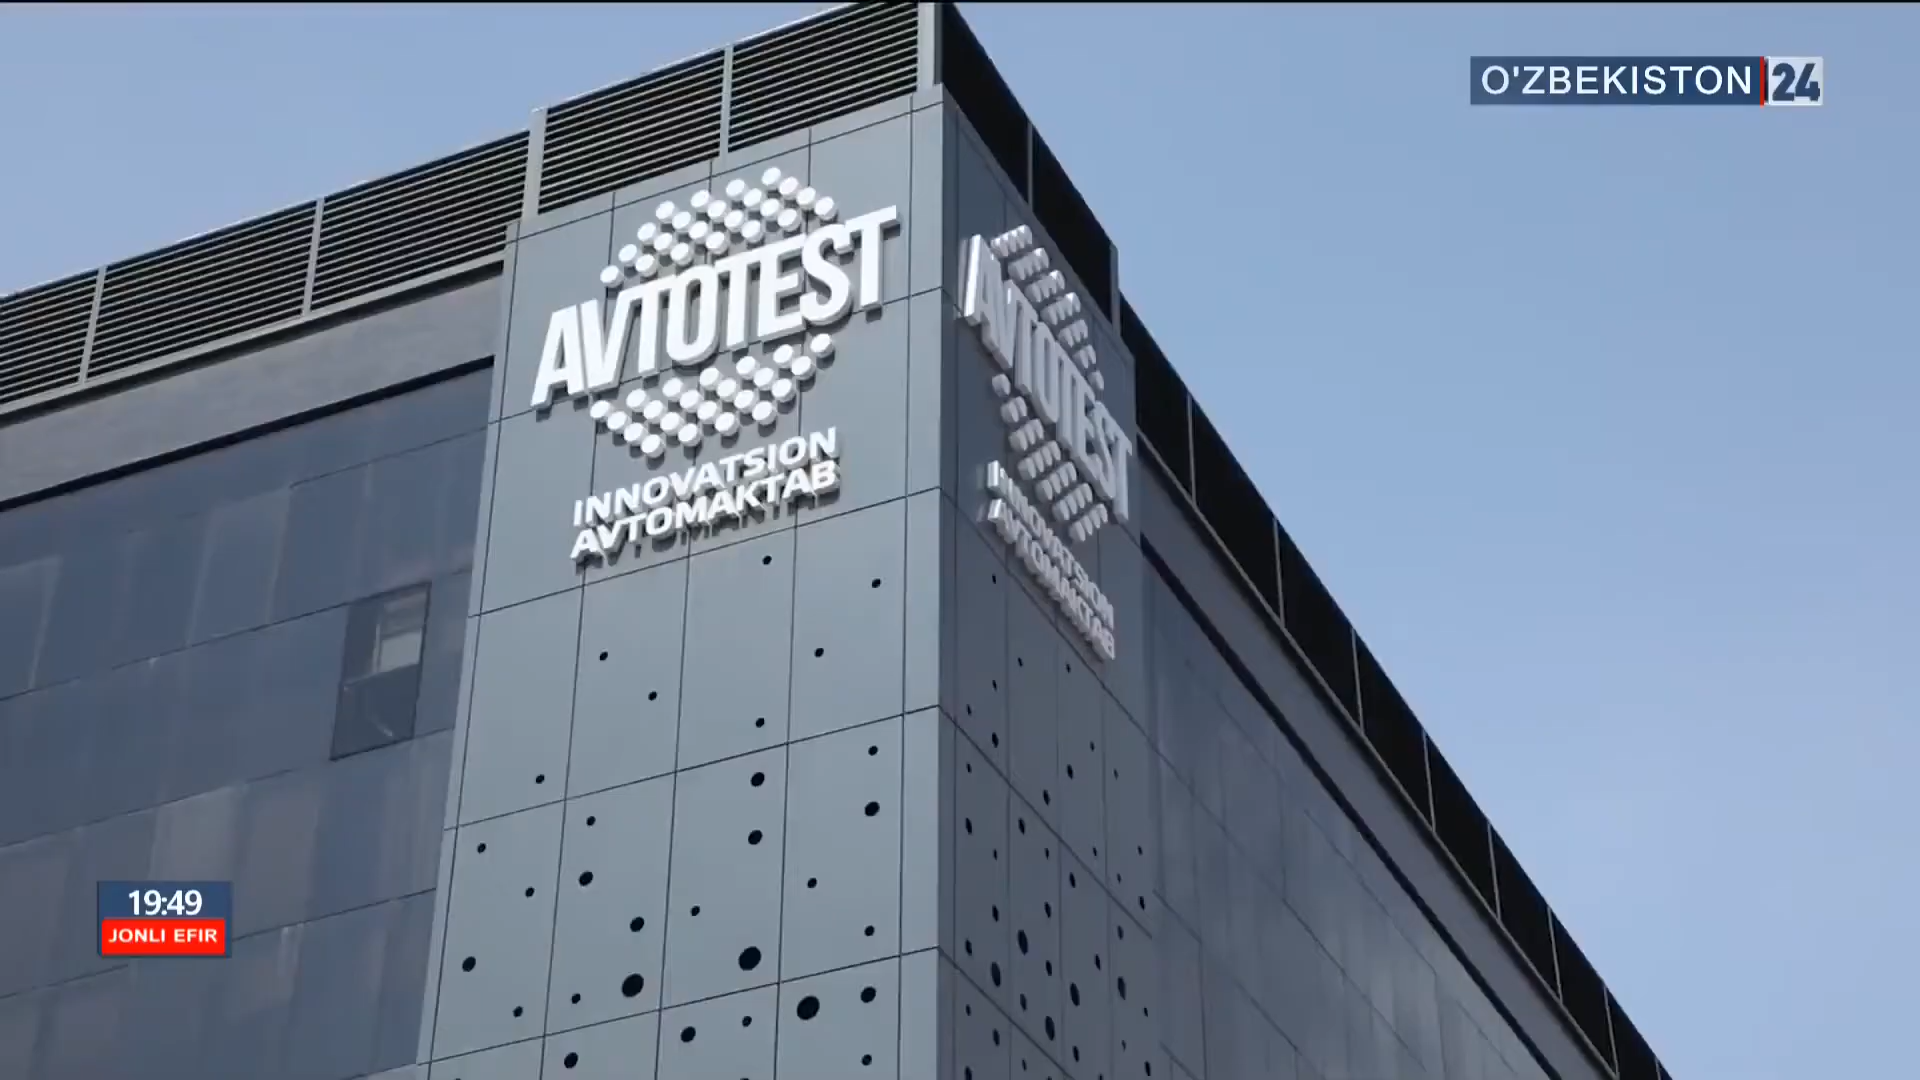 O'ZBEKISTON 24
AVTOTEST
INNOVATSION
AVTOMAKTAB
AVTOTEST
INNOVATSION
AVTOMAKTAB
19:49
JONLI EFIR